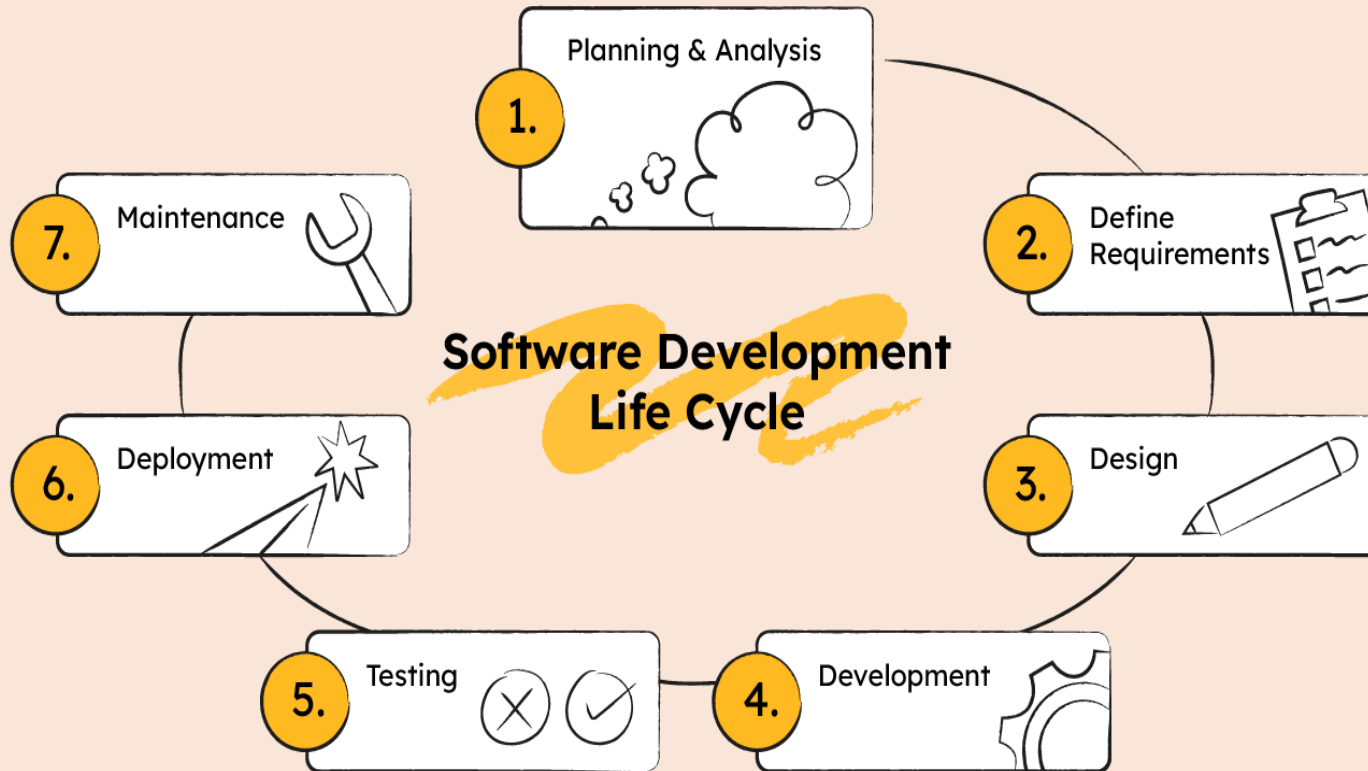 Planning & Analysis
1.
Define
Requirements
2.
Design
3.
Development
4.
Testing
5.
Deployment
6.
Maintenance
7.
Software Development
Life Cycle